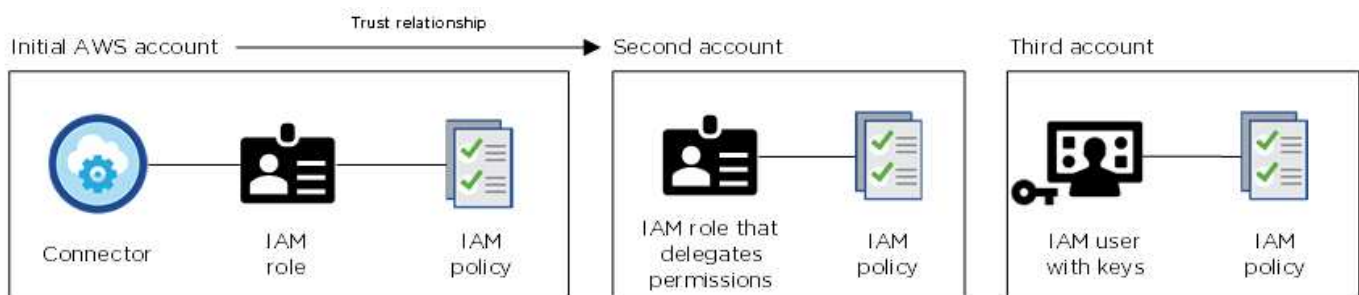 Trust relationship
Initial AWS account
Second account
Third account
Connector
IAM
role
IAM
policy
IAM role that
delegates
permissions
IAM
policy
IAM user
with keys
IAM
policy